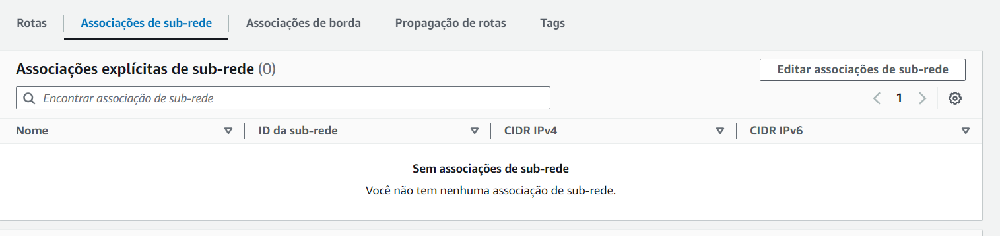 Rotas
Associações de sub-rede
Associações de borda
Propagação de rotas
Tags
Associações explícitas de sub-rede (0)
Editar associações de sub-rede
Encontrar associação de sub-rede
1
Nome
ID da sub-rede
CIDR IPv4
CIDR IPv6
Sem associações de sub-rede
Você não tem nenhuma associação de sub-rede.